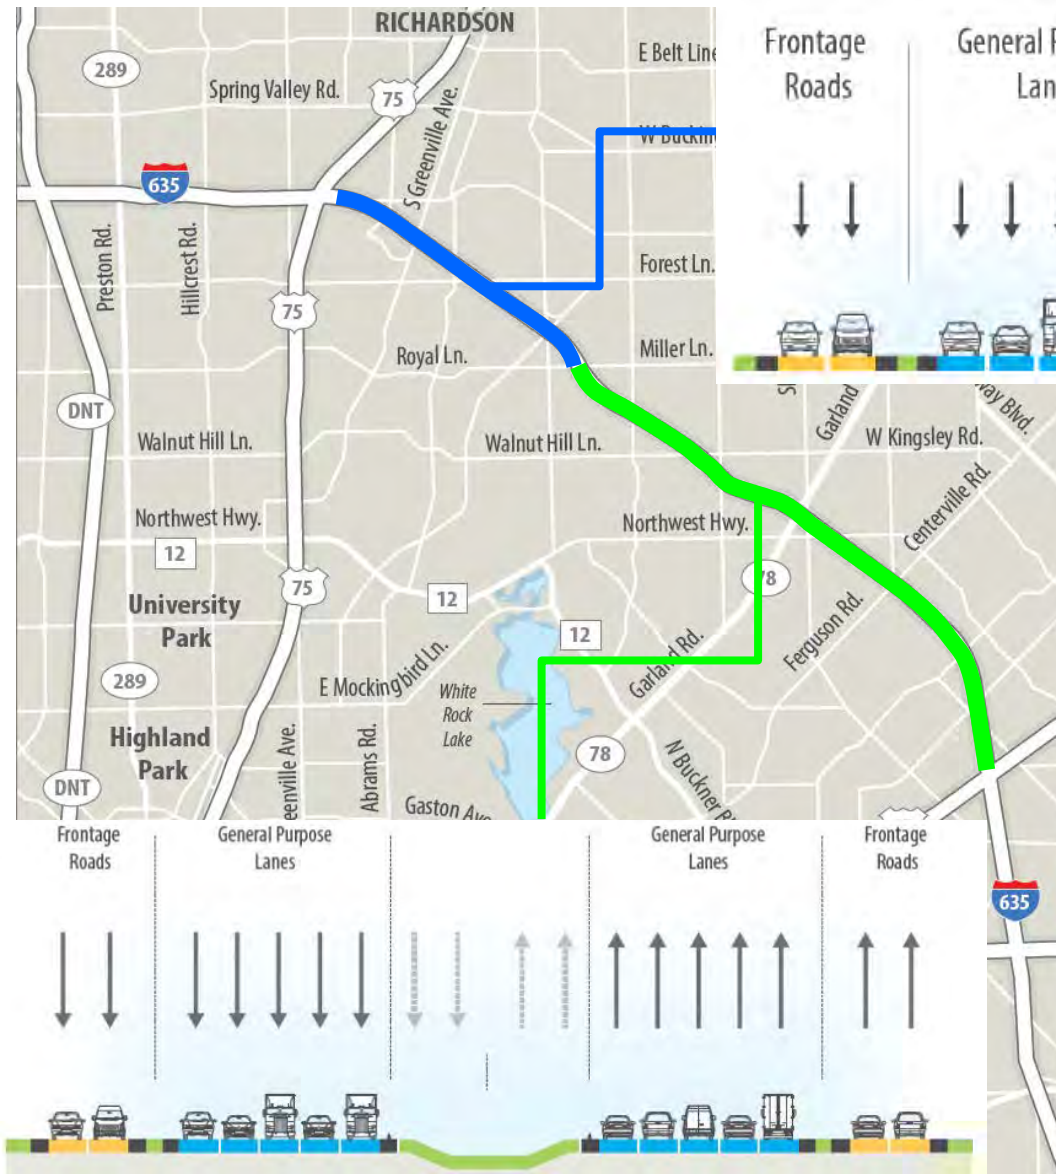 RICHARDSON
289
Spring Valley Rd.
75
S Greenville Ave.
E Belt Line
635
Preston Rd.
Hillcrest Rd.
Forest Ln.
75
Royal Ln.
Miller Ln.
DNT
Walnut Hill Ln.
Walnut Hill Ln.
Garland
W Kingsley Rd.
Centerville Rd.
Northwest Hwy.
12
Northwest Hwy.
75
12
78
University
Park
12
Ferguson Rd.
Garland Rd.
289
E Mockingbird Ln.
White
Rock
Lake
Highland
Park
78
DNT
Abrams Rd.
Gaston Ave
N Buckner
635
Frontage
Roads
General P
Lan
Frontage
Roads
General Purpose
Lanes
General Purpose
Lanes
Frontage
Roads